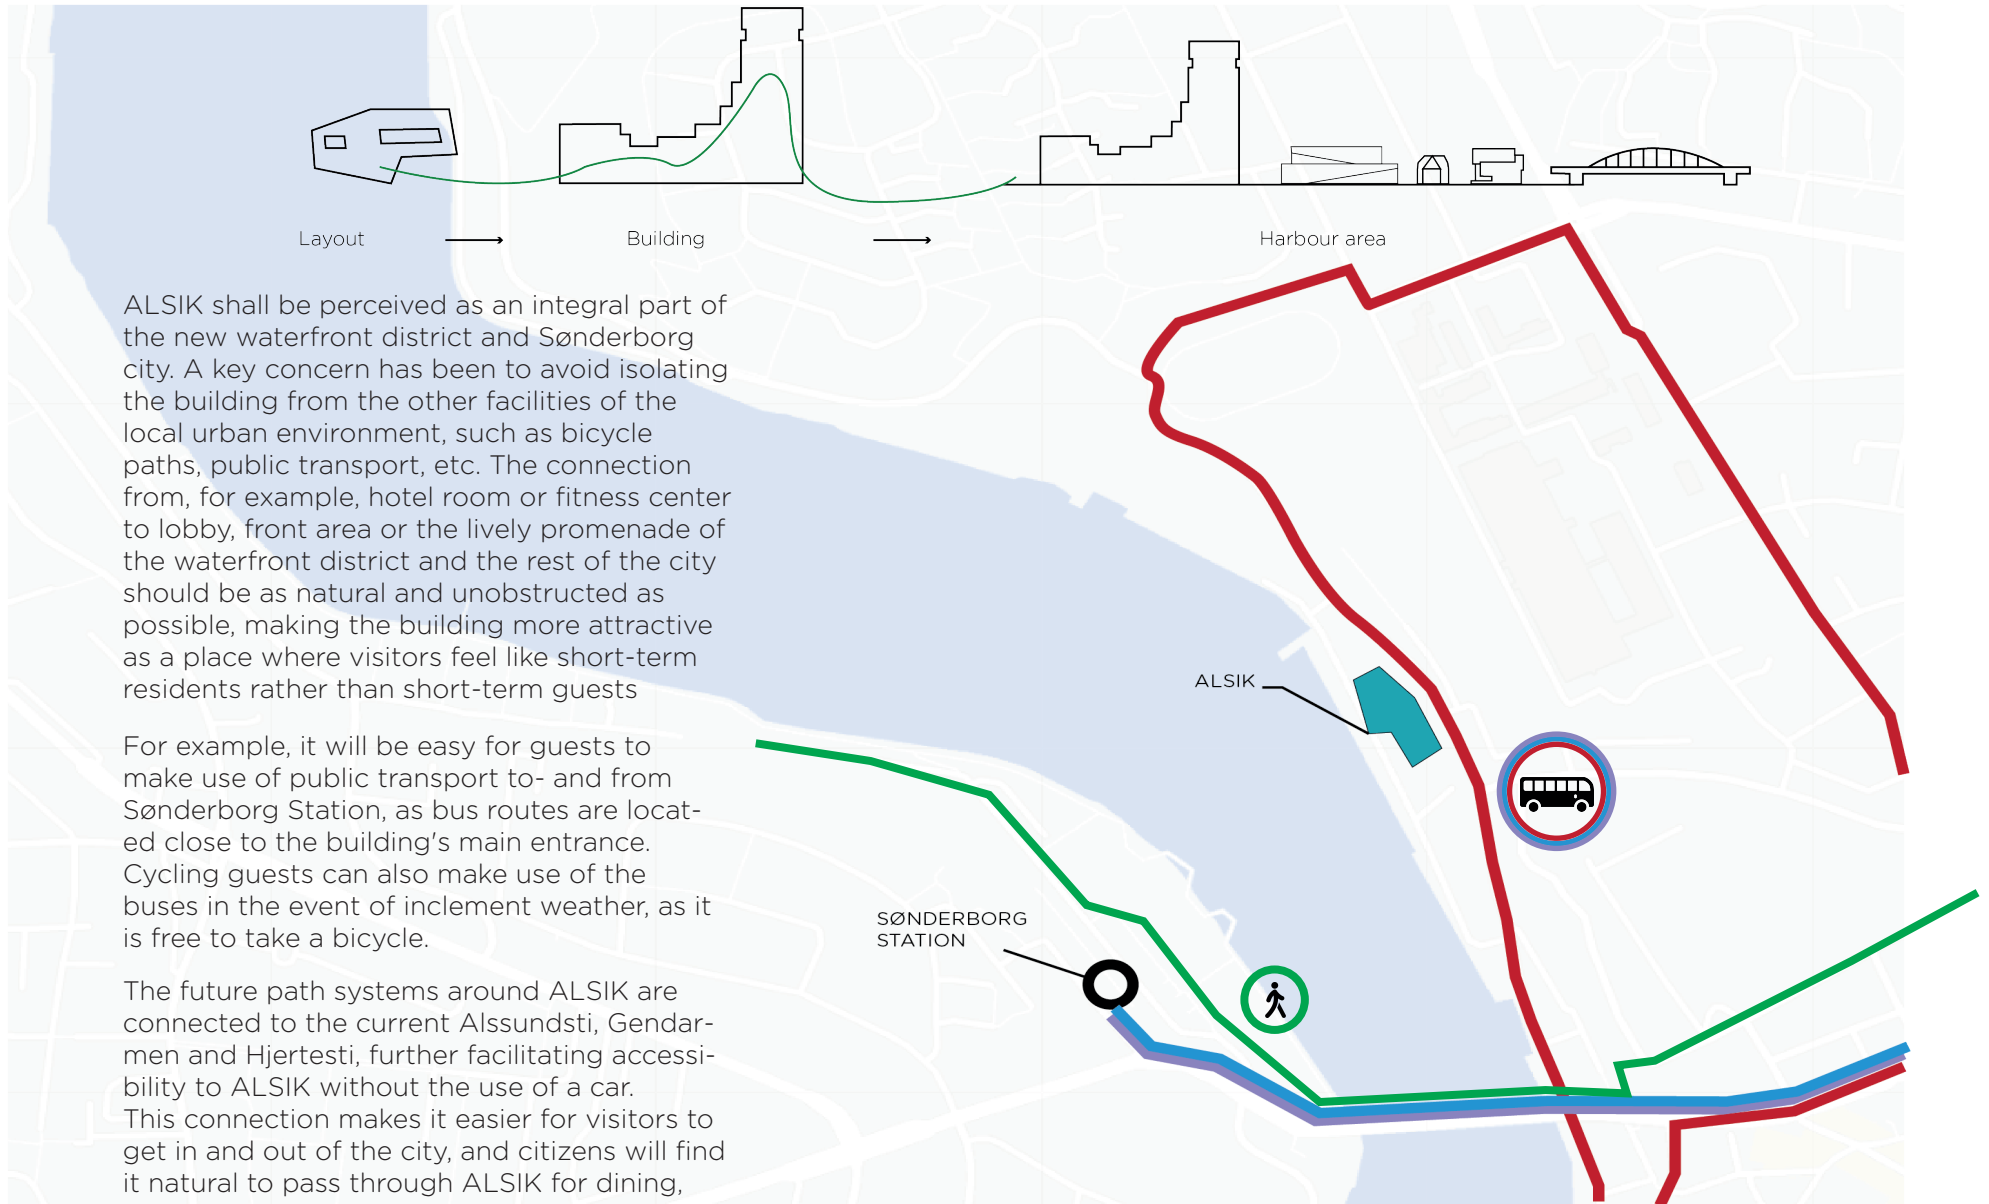 Layout
Building
Harbour area
ALSIK shall be perceived as an integral part of
the new waterfront district and Sønderborg
city. A key concern has been to avoid isolating
the building from the other facilities of the
local urban environment, such as bicycle
paths, public transport, etc. The connection
from, for example, hotel room or fitness center
to lobby, front area or the lively promenade of
the waterfront district and the rest of the city
should be as natural and unobstructed as
possible, making the building more attractive
as a place where visitors feel like short-term
residents rather than short-term guests
For example, it will be easy for guests to
make use of public transport to- and from
Sønderborg Station, as bus routes are locat-
ed close to the building's main entrance.
Cycling guests can also make use of the
buses in the event of inclement weather, as it
is free to take a bicycle.
The future path systems around ALSIK are
connected to the current Alssundsti, Gendar-
men and Hjertesti, further facilitating accessi-
bility to ALSIK without the use of a car.
This connection makes it easier for visitors to
get in and out of the city, and citizens will find
it natural to pass through ALSIK for dining,
ALSIK
SØNDERBORG
STATION